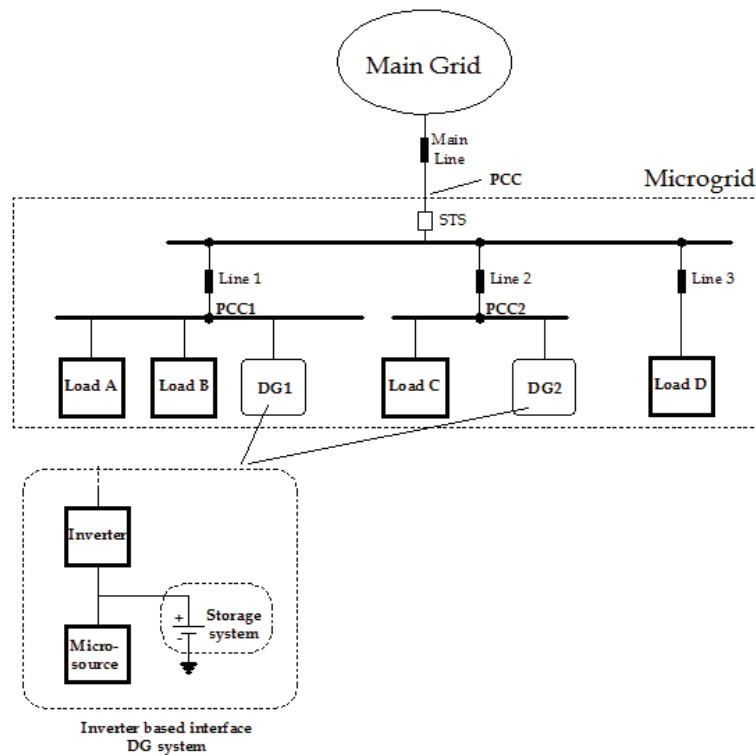 Main Grid
Main
Line
PCC
Microgrid
STS
Line 1
Line 2
Line 3
PCC1
PCC2
Load A
Load B
DG1
Load C
DG2
Load D
Inverter
+
-
Storage
system
Micro-
source
Inverter based interface
DG system